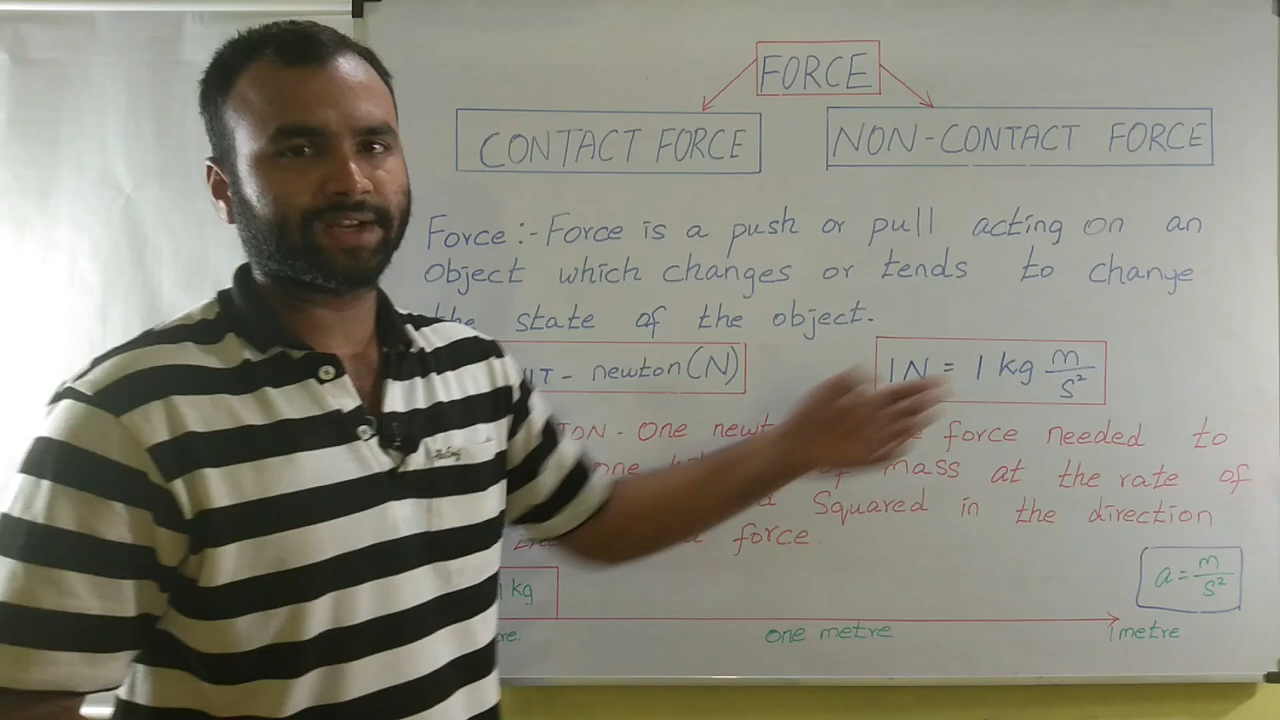 FORCE
CONTACT FORCE
NON-CONTACT FORCE
Force :- Force is a push or pull acting on an
object which changes or tends to change
the state of the object.
newton(N)
1N = 1 kg m/s²
TON - One newt force needed to
one of mass at the rate of
Squared in the direction
force.
1 kg
a = m/s²
one metre
1metre